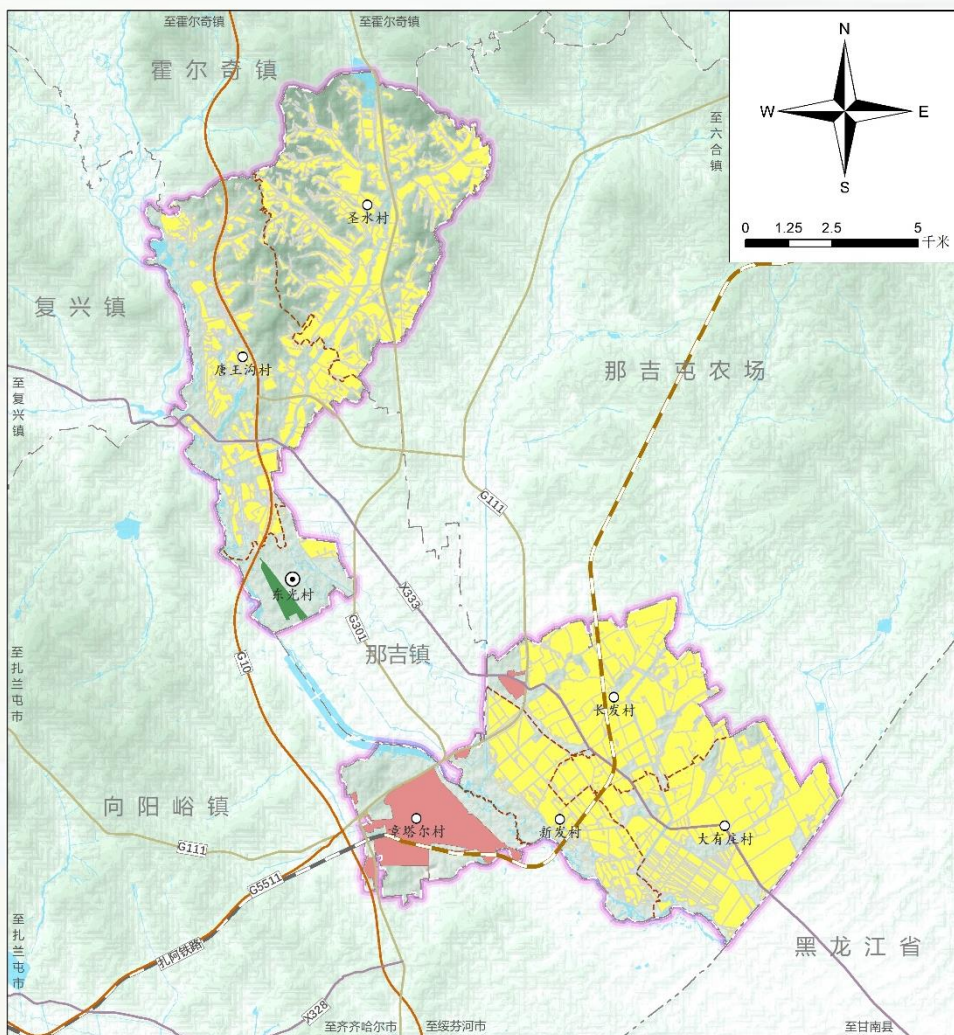 至霍尔奇镇
至霍尔奇镇
霍尔奇镇
N
W
E
S
0 1.25 2.5 5
千米
至六合镇
圣水村
复兴镇
唐王沟村
那吉屯农场
至复兴镇
G111
东光村
X333
G301
那吉镇
至扎兰屯市
G10
长发村
向阳峪镇
章塔尔村
新发村
大有庄村
G111
G5511
至扎兰屯市
扎阿铁路
黑龙江省
X328
至齐齐哈尔市
至绥芬河市
至甘南县